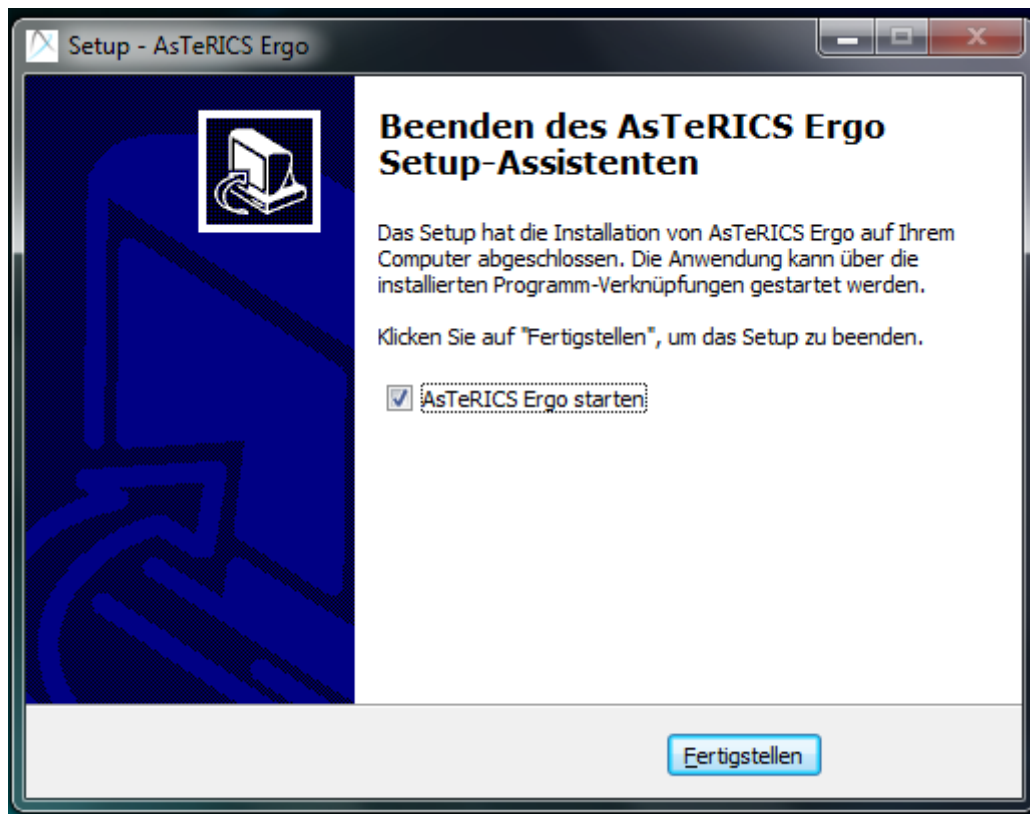 Setup - AsTeRICS Ergo
Beenden des AsTeRICS Ergo
Setup-Assistenten
Das Setup hat die Installation von AsTeRICS Ergo auf Ihrem
Computer abgeschlossen. Die Anwendung kann über die
installierten Programm-Verknüpfungen gestartet werden.
Klicken Sie auf "Fertigstellen", um das Setup zu beenden.
AsTeRICS Ergo starten
Fertigstellen